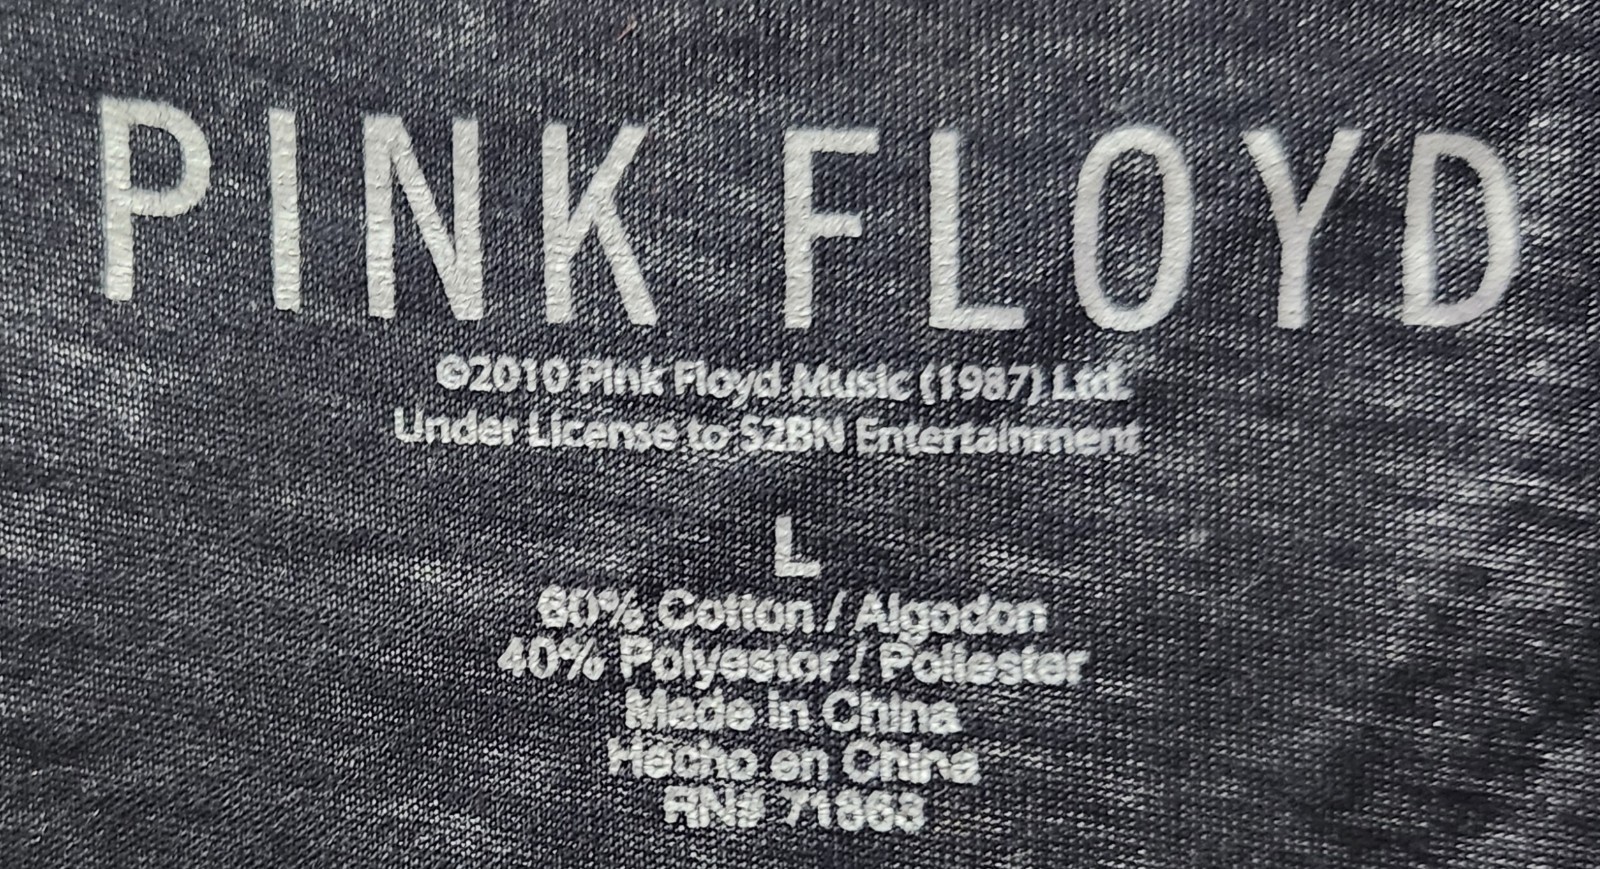 PINK FLOYD
©2010 Pink Floyd Music (1987) Ltd.
Under License to S2BN Entertainment
L
60% Cotton / Algodon
40% Polyester / Poliester
Made in China
Hecho en China
RN# 71863